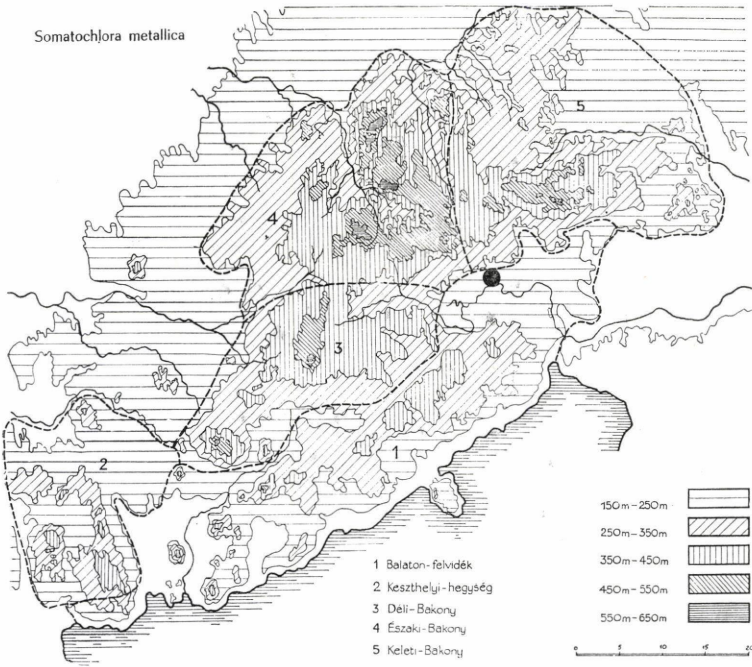 Somatochlora metallica
5
4
3
2
1
1 Balaton-felvidék
2 Keszthelyi-hegység
3 Déli-Bakony
4 Északi-Bakony
5 Keleti-Bakony
150m-250m
250m-350m
350m-450m
450m-550m
550m-650m
0 5 10 15 20